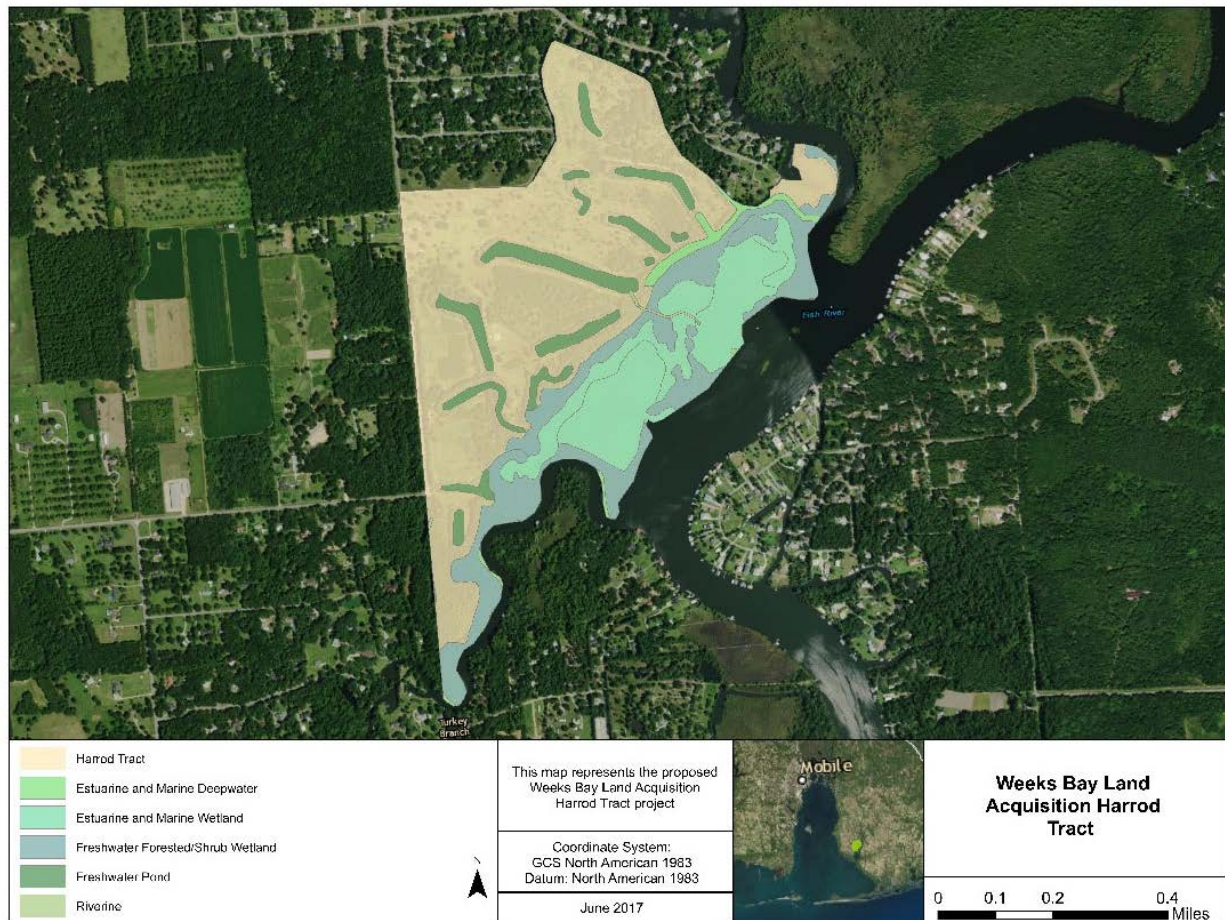 Fish River
Turkey
Branch
Harrod Tract
Estuarine and Marine Deepwater
Estuarine and Marine Wetland
Freshwater Forested/Shrub Wetland
Freshwater Pond
Riverine
This map represents the proposed
Weeks Bay Land Acquisition
Harrod Tract project
Coordinate System:
GCS North American 1983
Datum: North American 1983
June 2017
Mobile
Weeks Bay Land
Acquisition Harrod
Tract
0 0.1 0.2 0.4
Miles